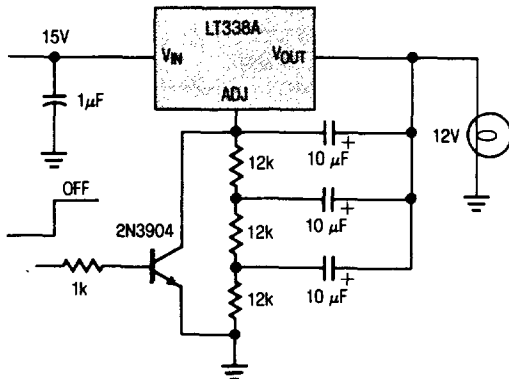 LT338A
15V
VIN
VOUT
ADJ
1µF
12V
12k
10 µF
+
OFF
12k
10 µF
+
2N3904
12k
10 µF
+
1k